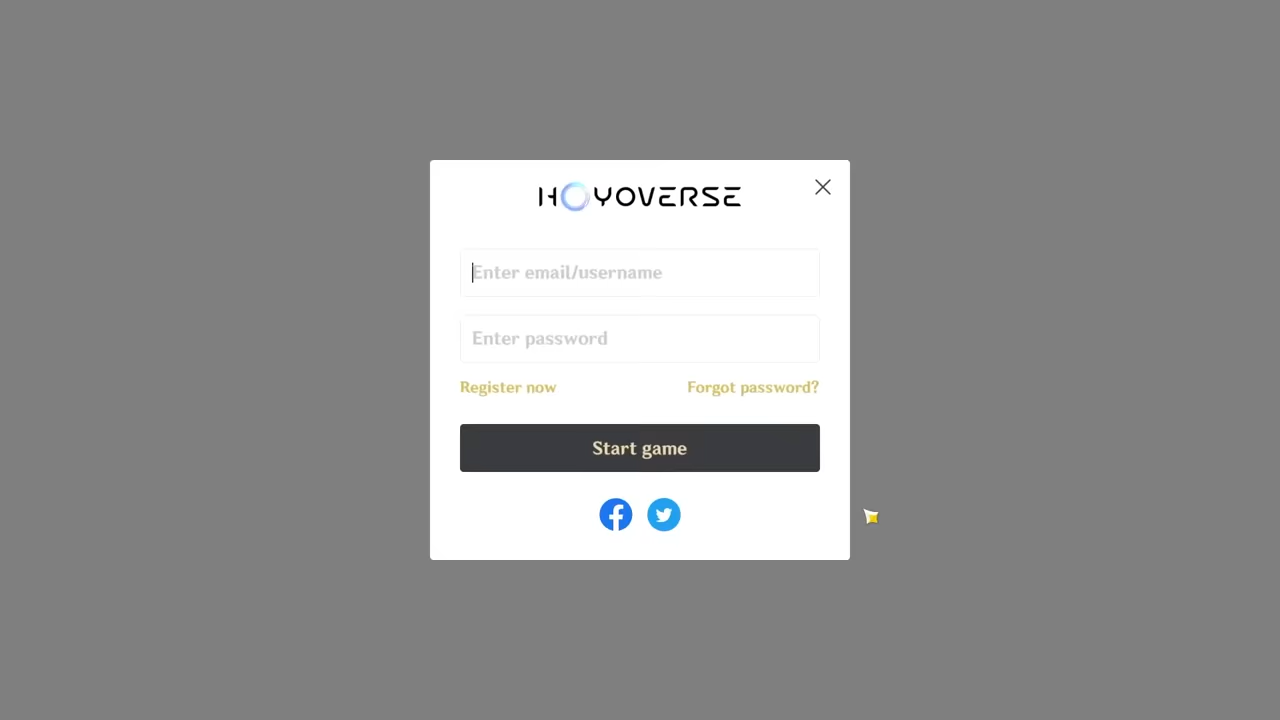 HOYOVERSE
Enter email/username
Enter password
Register now
Forgot password?
Start game